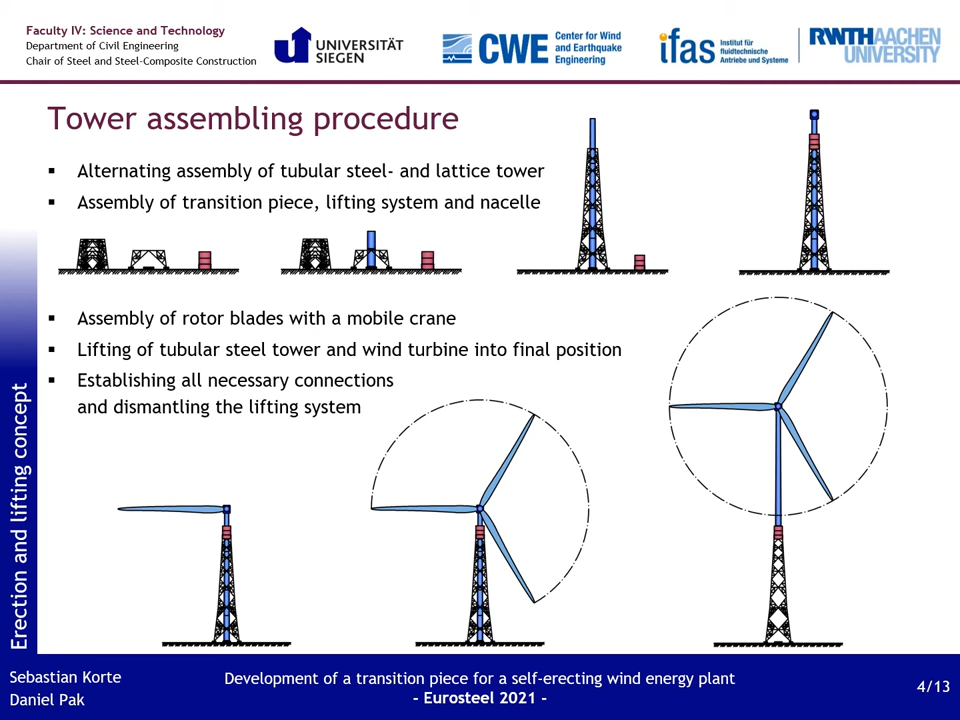 Faculty IV: Science and Technology
Department of Civil Engineering
Chair of Steel and Steel-Composite Construction
UNIVERSITÄT
SIEGEN
CWE
Center for Wind
and Earthquake
Engineering
ifas
Institut für
fluidtechnische
Antriebe und Systeme
RWTHAACHEN
UNIVERSITY
Tower assembling procedure
▪ Alternating assembly of tubular steel- and lattice tower
▪ Assembly of transition piece, lifting system and nacelle
▪ Assembly of rotor blades with a mobile crane
▪ Lifting of tubular steel tower and wind turbine into final position
▪ Establishing all necessary connections
and dismantling the lifting system
Erection and lifting concept
Sebastian Korte
Daniel Pak
Development of a transition piece for a self-erecting wind energy plant
- Eurosteel 2021 -
4/13